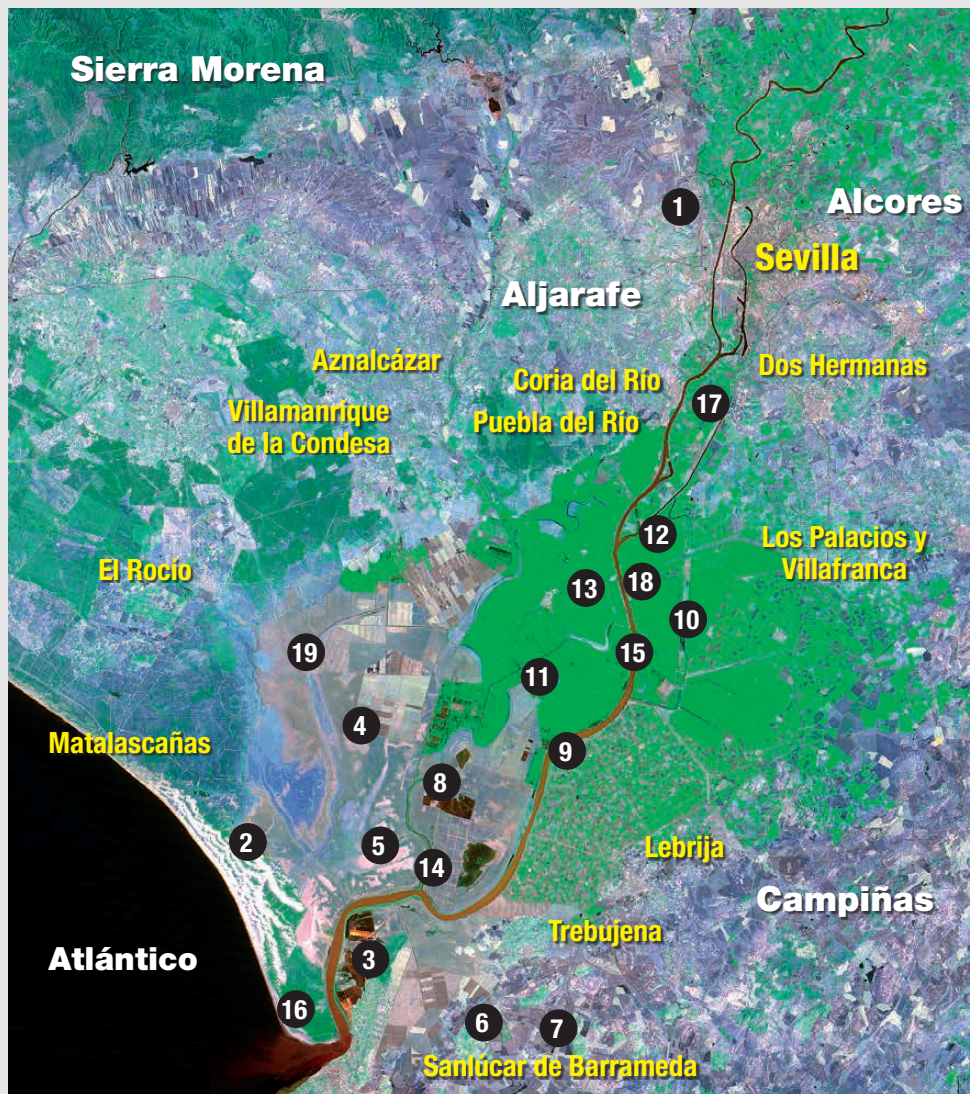 Sierra Morena
1
Alcores
Sevilla
Aljarafe
Aznalcázar
Coria del Río
Dos Hermanas
17
Villamanrique
de la Condesa
Puebla del Río
12
Los Palacios y
Villafranca
El Rocío
13
18
10
19
15
11
4
Matalascañas
9
8
2
5
Lebrija
14
Campiñas
Trebujena
Atlántico
3
16
6
7
Sanlúcar de Barrameda